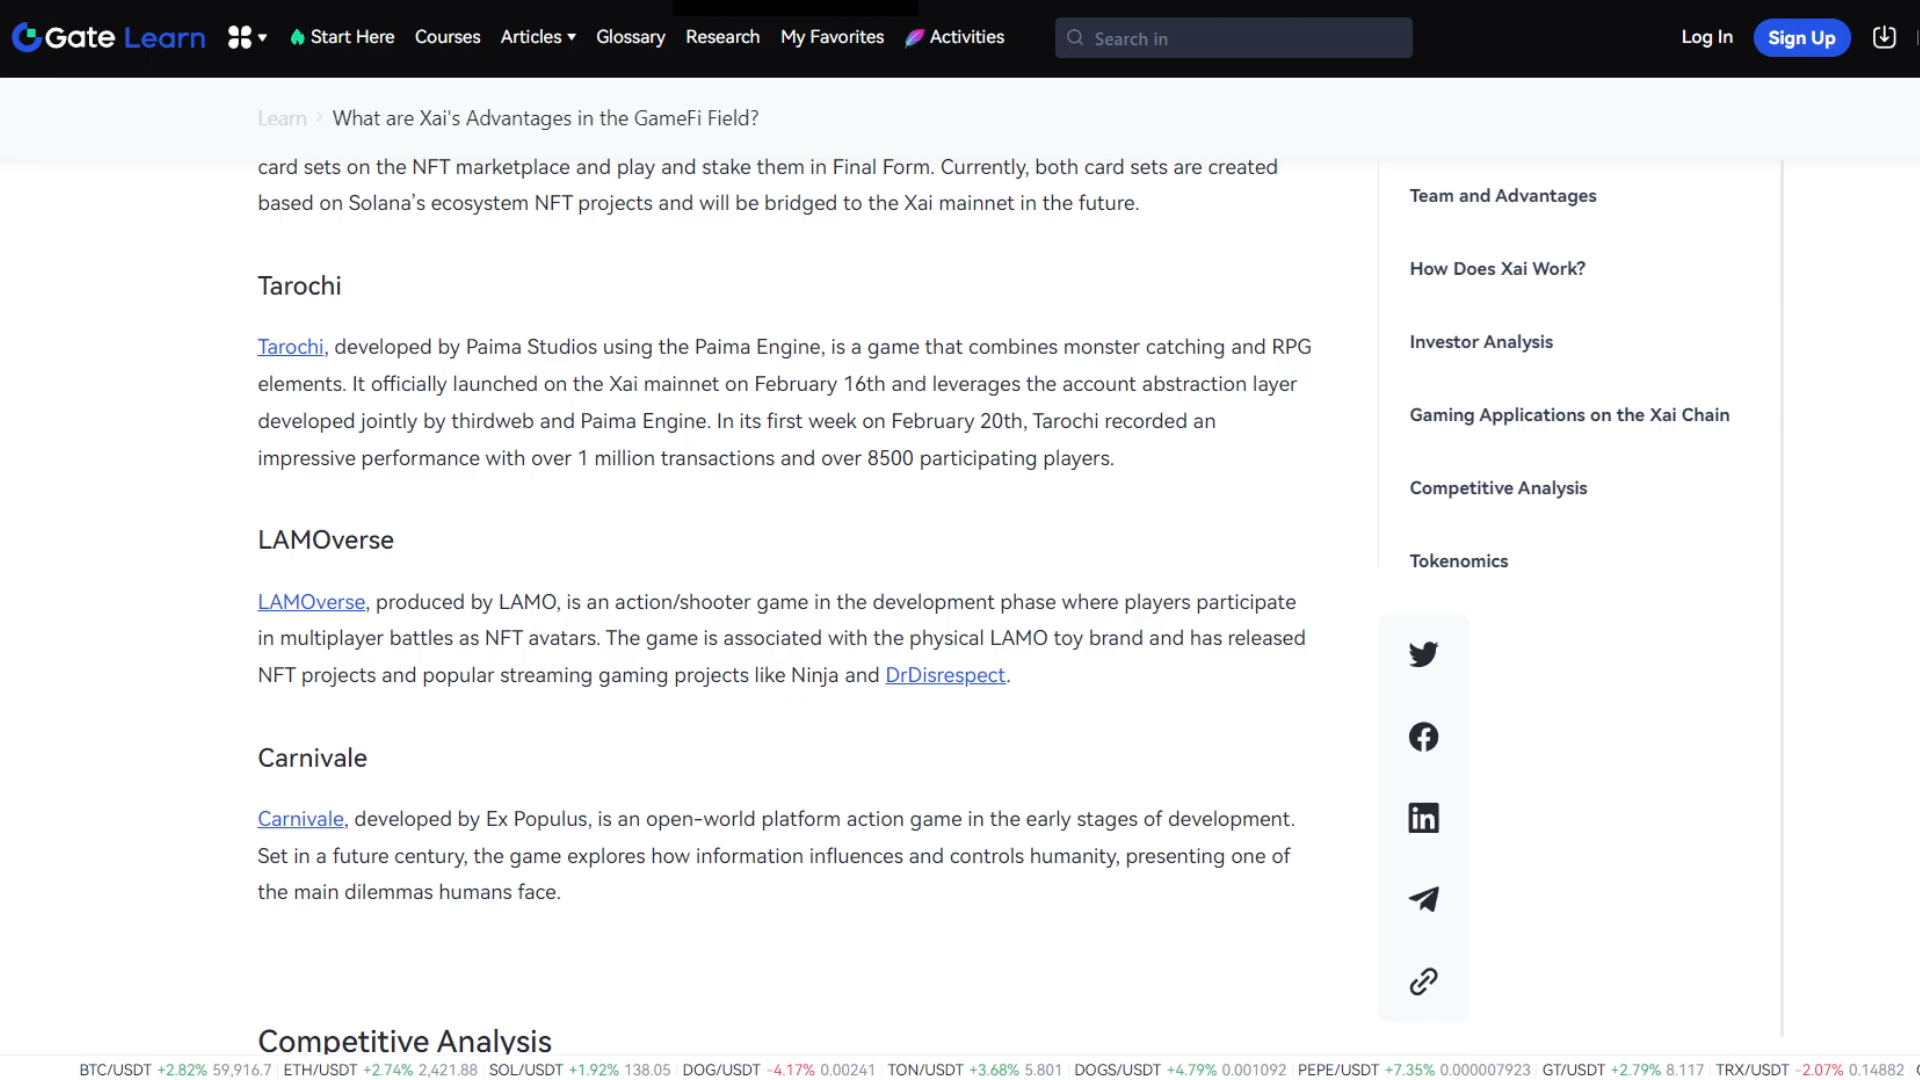 Gate Learn
Start Here
Courses
Articles
Glossary
Research
My Favorites
Activities
Search in
Log In
Sign Up
Learn > What are Xai's Advantages in the GameFi Field?
card sets on the NFT marketplace and play and stake them in Final Form. Currently, both card sets are created
based on Solana’s ecosystem NFT projects and will be bridged to the Xai mainnet in the future.
Tarochi
Tarochi, developed by Paima Studios using the Paima Engine, is a game that combines monster catching and RPG
elements. It officially launched on the Xai mainnet on February 16th and leverages the account abstraction layer
developed jointly by thirdweb and Paima Engine. In its first week on February 20th, Tarochi recorded an
impressive performance with over 1 million transactions and over 8500 participating players.
LAMOverse
LAMOverse, produced by LAMO, is an action/shooter game in the development phase where players participate
in multiplayer battles as NFT avatars. The game is associated with the physical LAMO toy brand and has released
NFT projects and popular streaming gaming projects like Ninja and DrDisrespect.
Carnivale
Carnivale, developed by Ex Populus, is an open-world platform action game in the early stages of development.
Set in a future century, the game explores how information influences and controls humanity, presenting one of
the main dilemmas humans face.
Competitive Analysis
Team and Advantages
How Does Xai Work?
Investor Analysis
Gaming Applications on the Xai Chain
Competitive Analysis
Tokenomics
BTC/USDT +2.82% 59,916.7 ETH/USDT +2.74% 2,421.88 SOL/USDT +1.92% 138.05 DOG/USDT -4.17% 0.00241 TON/USDT +3.68% 5.801 DOGS/USDT +4.79% 0.001092 PEPE/USDT +7.35% 0.000007923 GT/USDT +2.79% 8.117 TRX/USDT -2.07% 0.14882